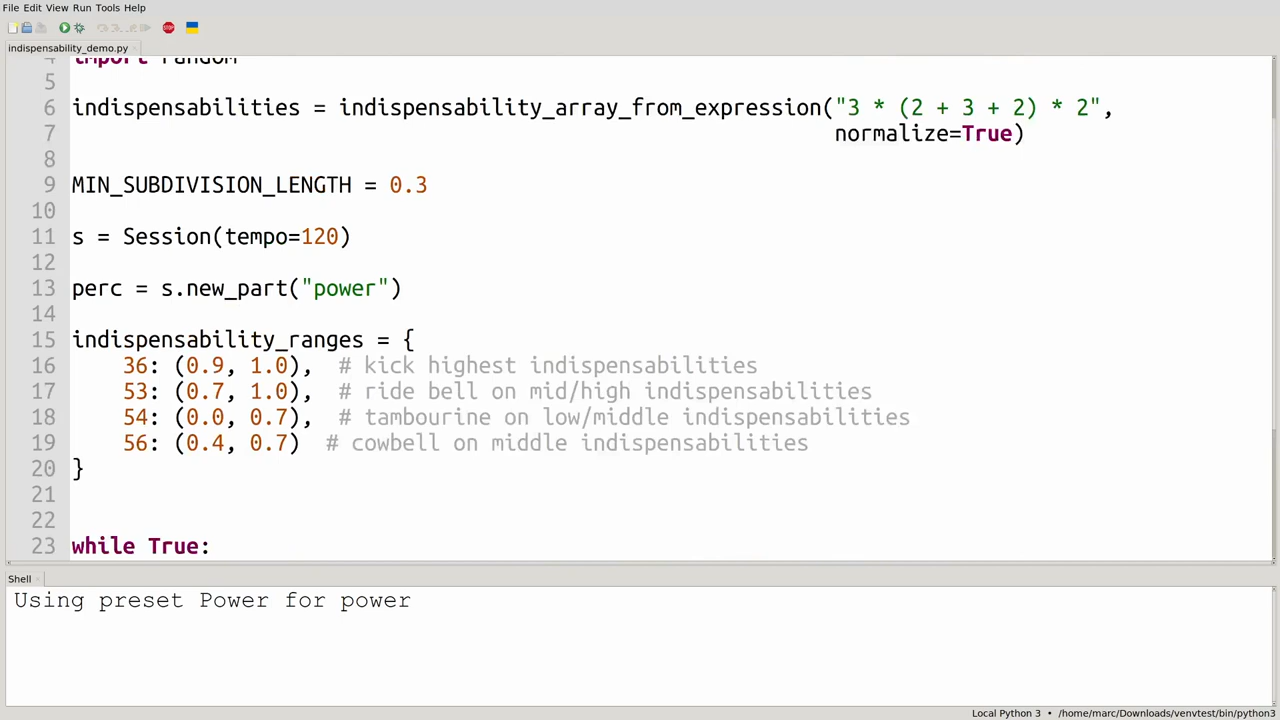 File Edit View Run Tools Help
STOP
indispensability_demo.py
4 import random
5
6 indispensabilities = indispensability_array_from_expression("3 * (2 + 3 + 2) * 2",
7 normalize=True)
8
9 MIN_SUBDIVISION_LENGTH = 0.3
10
11 s = Session(tempo=120)
12
13 perc = s.new_part("power")
14
15 indispensability_ranges = {
16 36: (0.9, 1.0), # kick highest indispensabilities
17 53: (0.7, 1.0), # ride bell on mid/high indispensabilities
18 54: (0.0, 0.7), # tambourine on low/middle indispensabilities
19 56: (0.4, 0.7) # cowbell on middle indispensabilities
20 }
21
22
23 while True:
Shell
Using preset Power for power
Local Python 3 • /home/marc/Downloads/venvtest/bin/python3